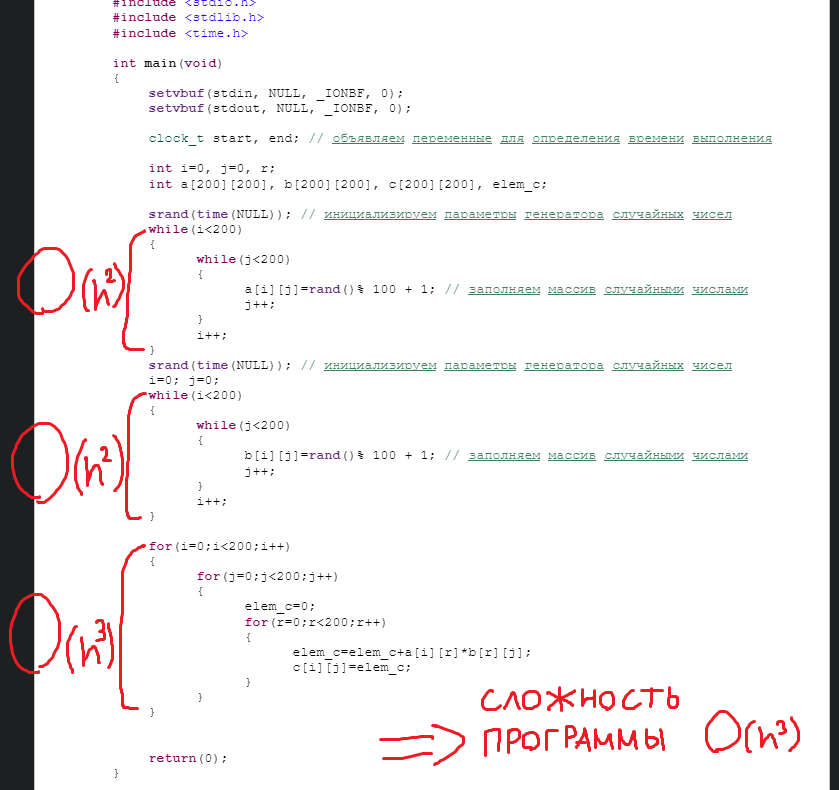 #include <stdio.h>
#include <stdlib.h>
#include <time.h>
int main(void)
{
setvbuf(stdin, NULL, _IONBF, 0);
setvbuf(stdout, NULL, _IONBF, 0);
clock_t start, end; // объявляем переменные для определения времени выполнения
int i=0, j=0, r;
int a[200][200], b[200][200], c[200][200], elem_c;
srand(time(NULL)); // инициализируем параметры генератора случайных чисел
while(i<200)
{
while(j<200)
{
O(n²)
a[i][j]=rand()% 100 + 1; // заполняем массив случайными числами
j++;
}
i++;
}
srand(time(NULL)); // инициализируем параметры генератора случайных чисел
i=0; j=0;
while(i<200)
{
while(j<200)
{
O(n²)
b[i][j]=rand()% 100 + 1; // заполняем массив случайными числами
j++;
}
i++;
}
for(i=0;i<200;i++)
{
for(j=0;j<200;j++)
{
elem_c=0;
for(r=0;r<200;r++)
{
O(n³)
elem_c=elem_c+a[i][r]*b[r][j];
c[i][j]=elem_c;
}
}
}
СЛОЖНОСТЬ
ПРОГРАММЫ O(n³)
return(0);
}